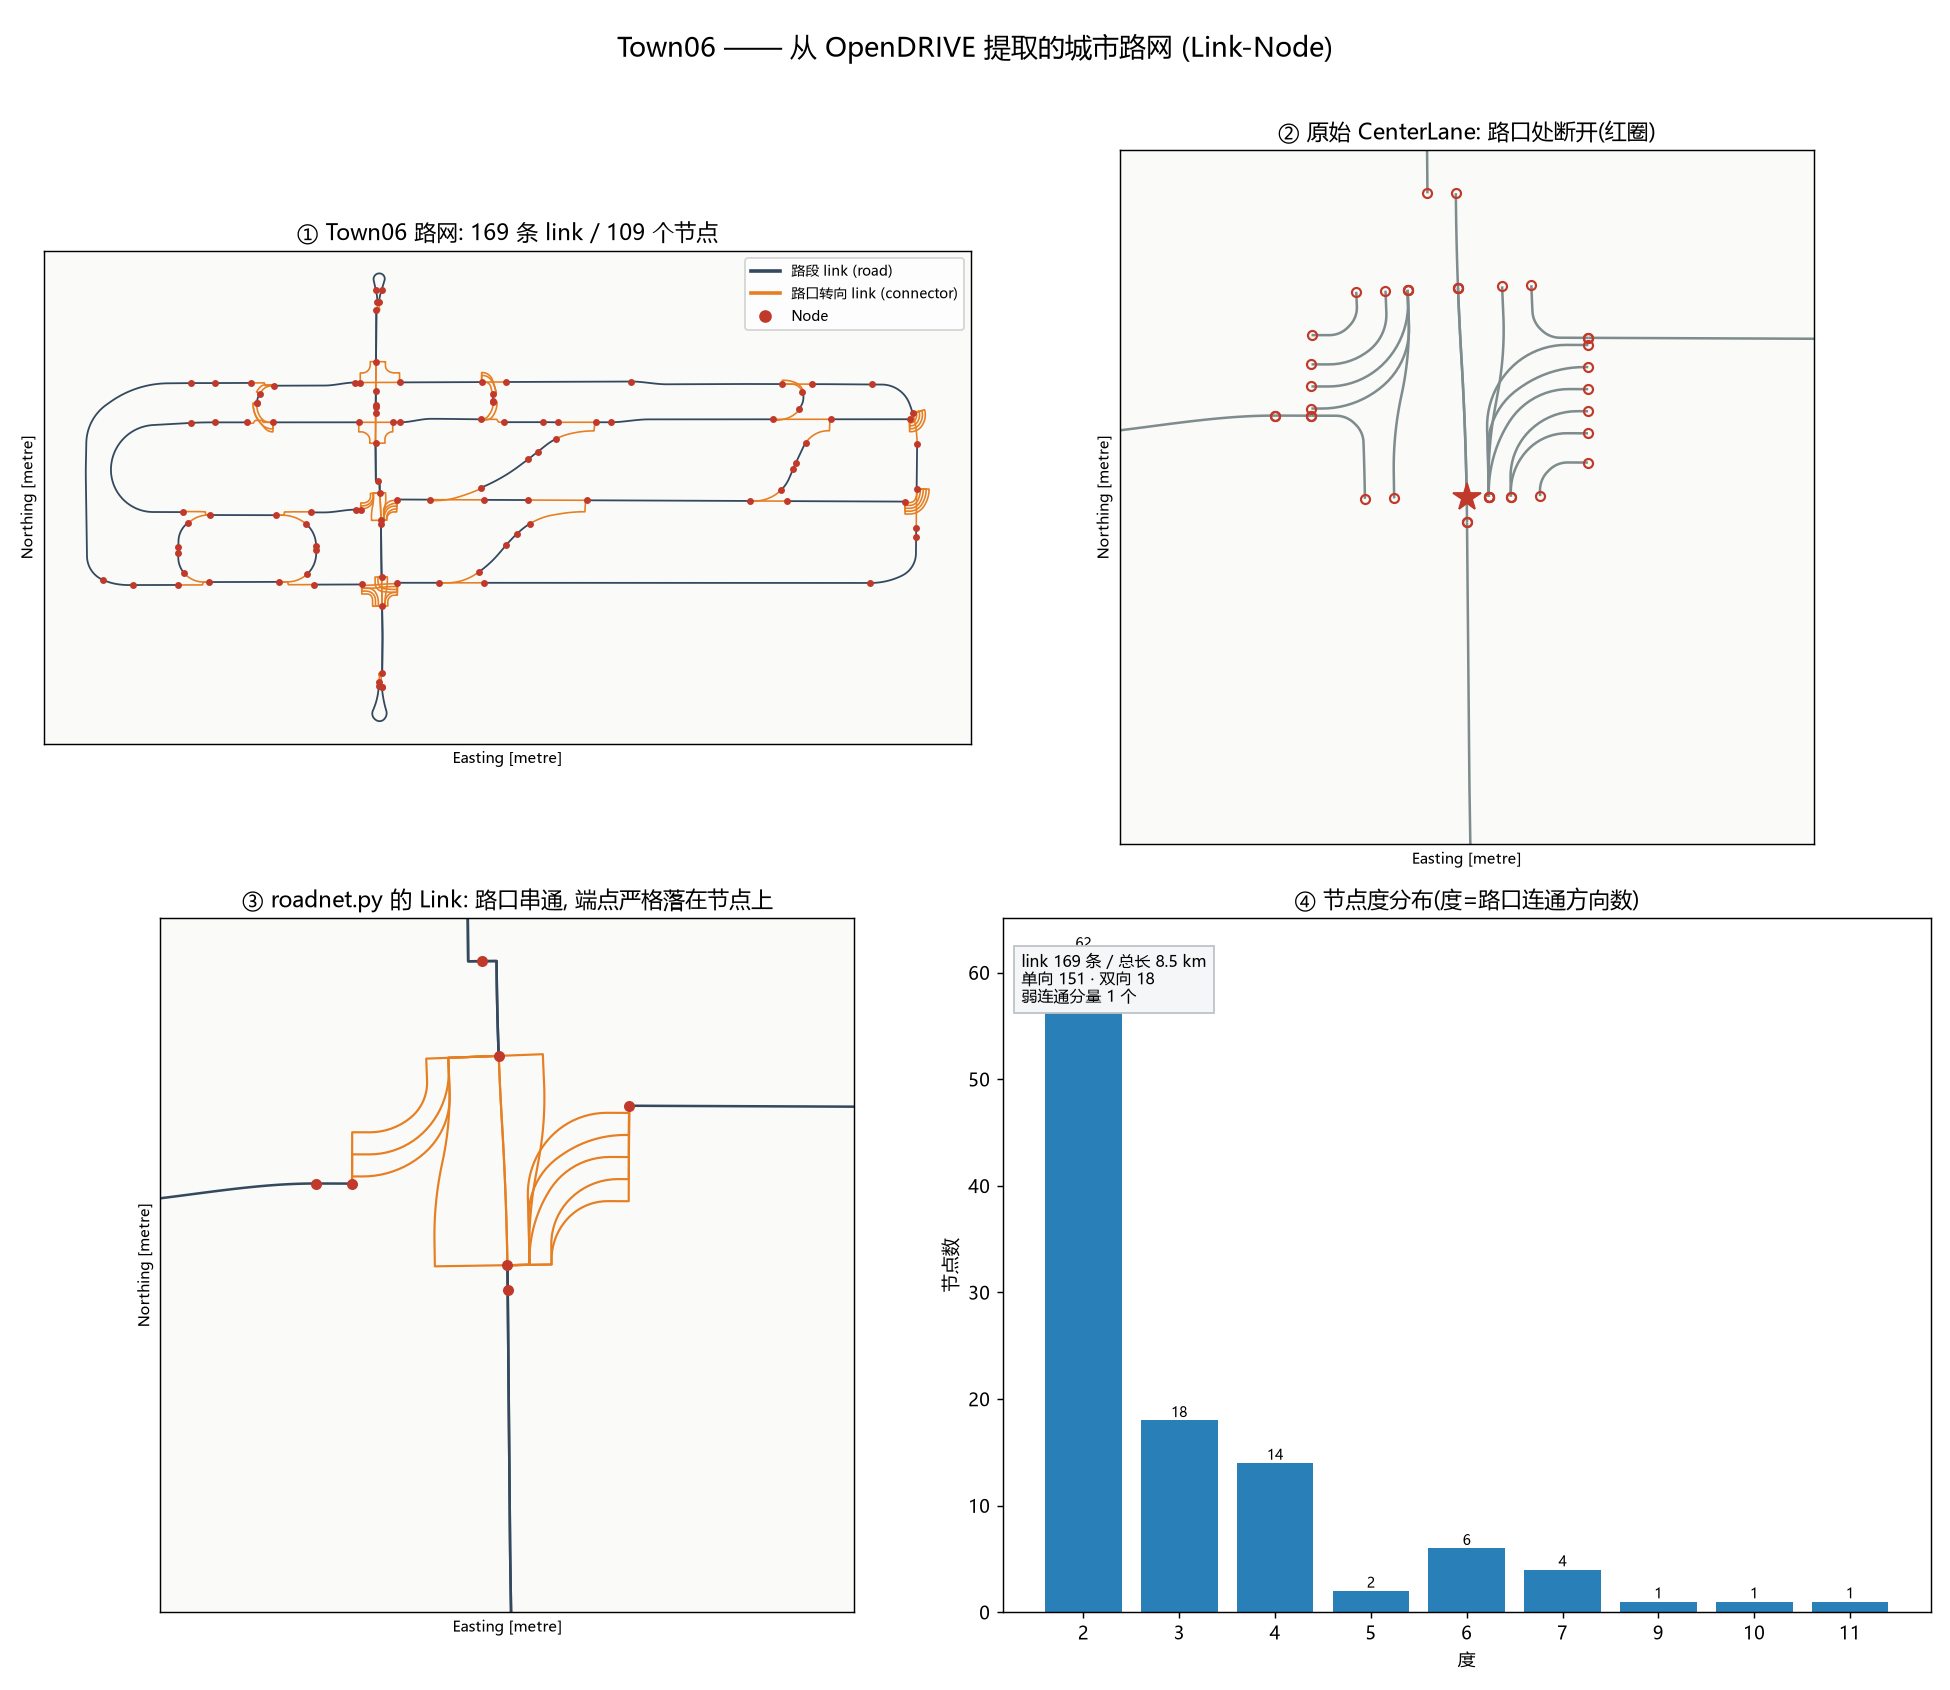 Town06 —— 从 OpenDRIVE 提取的城市路网 (Link-Node)
① Town06 路网: 169 条 link / 109 个节点
路段 link (road)
路口转向 link (connector)
Node
Northing [metre]
Easting [metre]
② 原始 CenterLane: 路口处断开(红圈)
Northing [metre]
Easting [metre]
③ roadnet.py 的 Link: 路口串通, 端点严格落在节点上
Northing [metre]
Easting [metre]
④ 节点度分布(度=路口连通方向数)
62
link 169 条 / 总长 8.5 km
单向 151 · 双向 18
弱连通分量 1 个
60
50
40
30
20
10
0
节点数
18
14
2
6
4
1
1
1
2
3
4
5
6
7
9
10
11
度